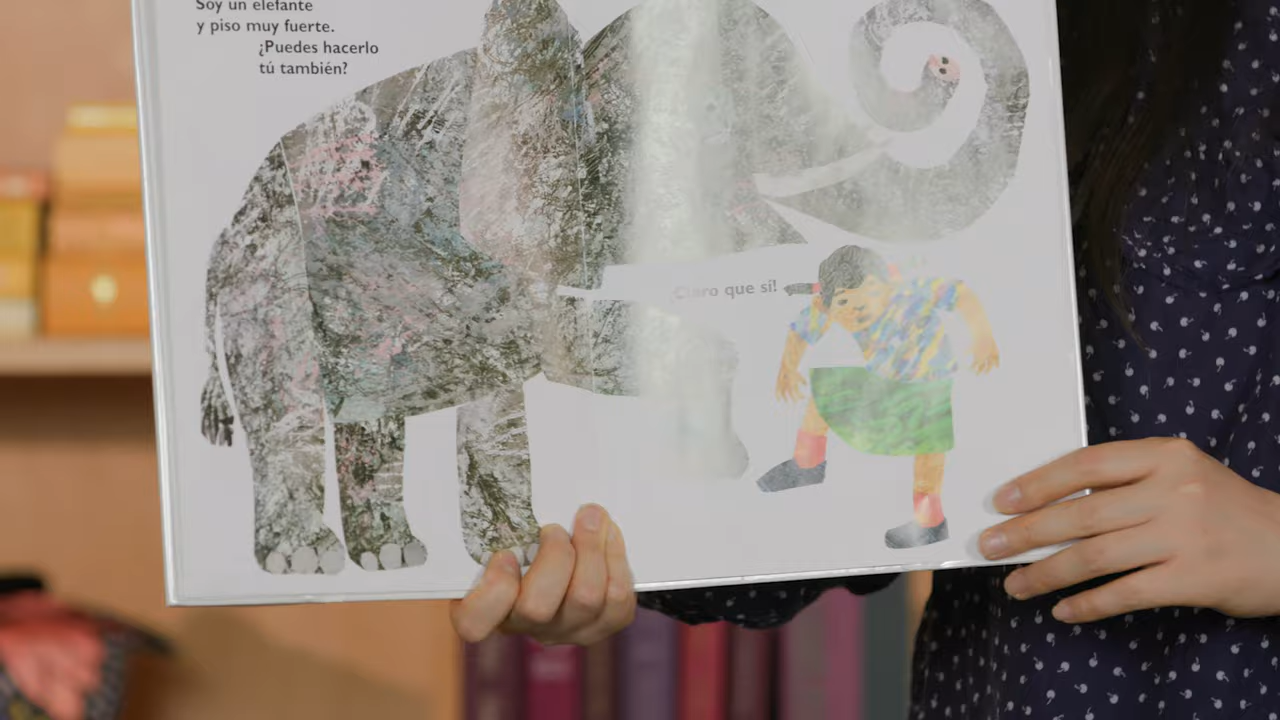 Soy un elefante
y piso muy fuerte.
¿Puedes hacerlo
tú también?
¡Claro que sí!